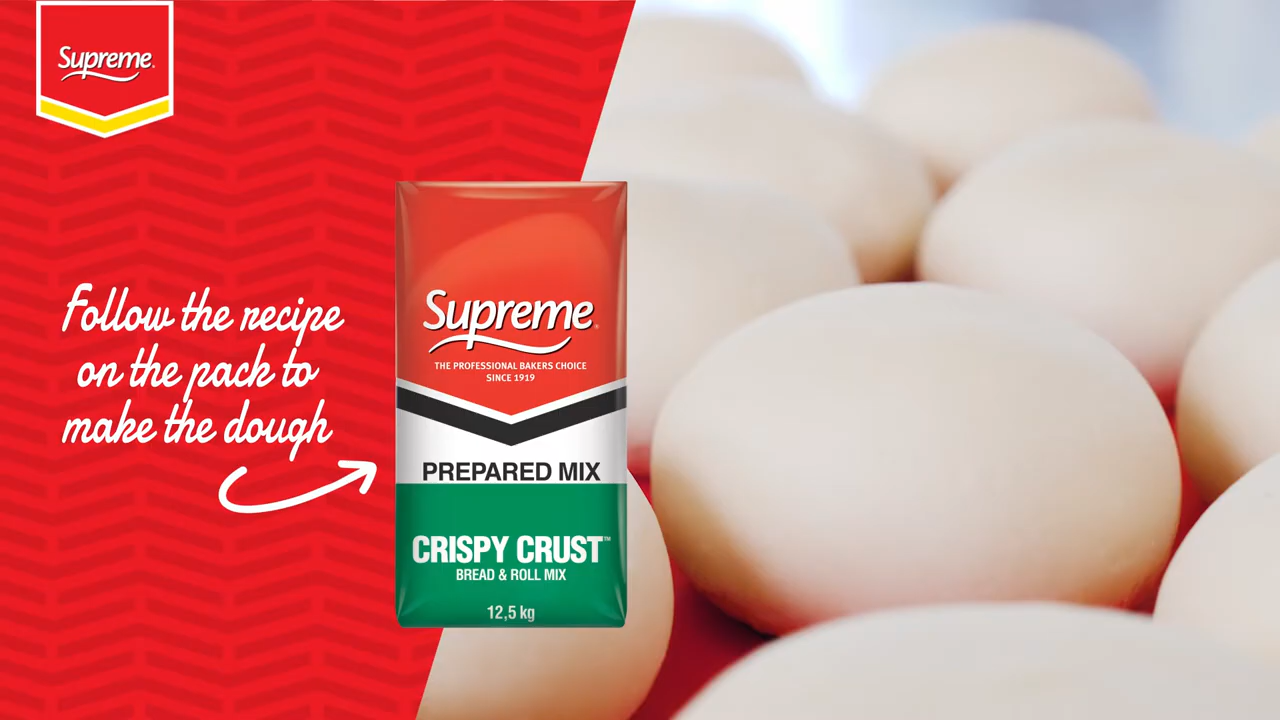 Supreme
Follow the recipe
on the pack to
make the dough
Supreme
THE PROFESSIONAL BAKERS CHOICE
SINCE 1919
PREPARED MIX
CRISPY CRUST™
BREAD & ROLL MIX
12,5 kg